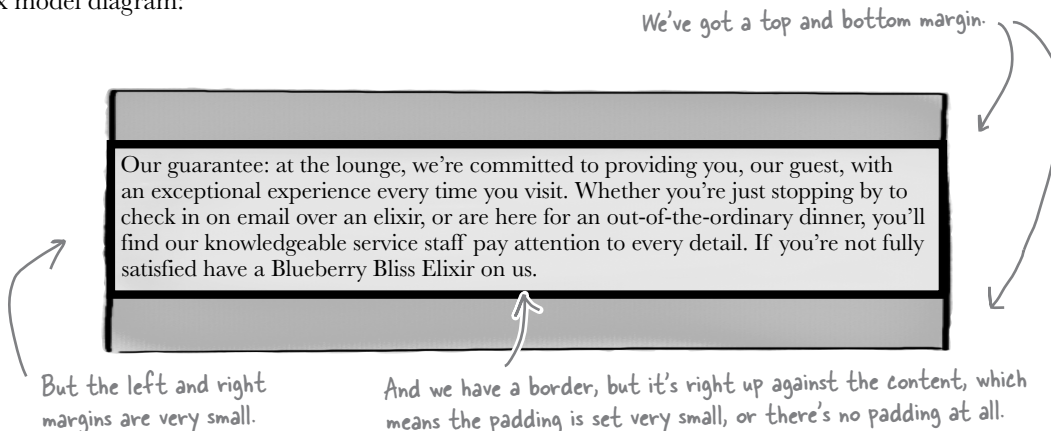 x model diagram:
We've got a top and bottom margin.
Our guarantee: at the lounge, we're committed to providing you, our guest, with
an exceptional experience every time you visit. Whether you're just stopping by to
check in on email over an elixir, or are here for an out-of-the-ordinary dinner, you'll
find our knowledgeable service staff pay attention to every detail. If you're not fully
satisfied have a Blueberry Bliss Elixir on us.
But the left and right
margins are very small.
And we have a border, but it's right up against the content, which
means the padding is set very small, or there's no padding at all.